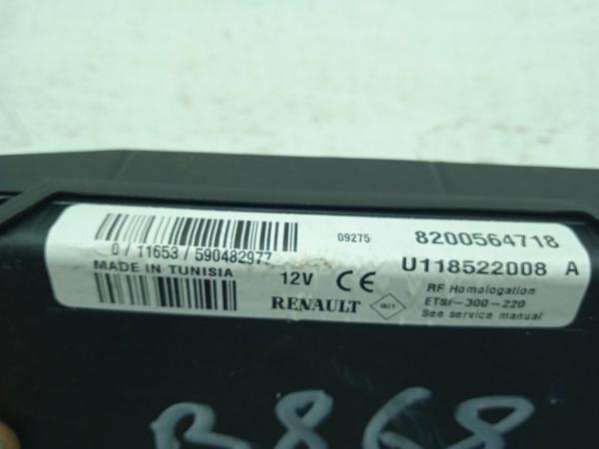 09275
8200564718
0 / 11653 / 590482977
U118522008 A
MADE IN TUNISIA
12V CE
RF Homologation
RENAULT
ETSI-300-220
See service manual
B868